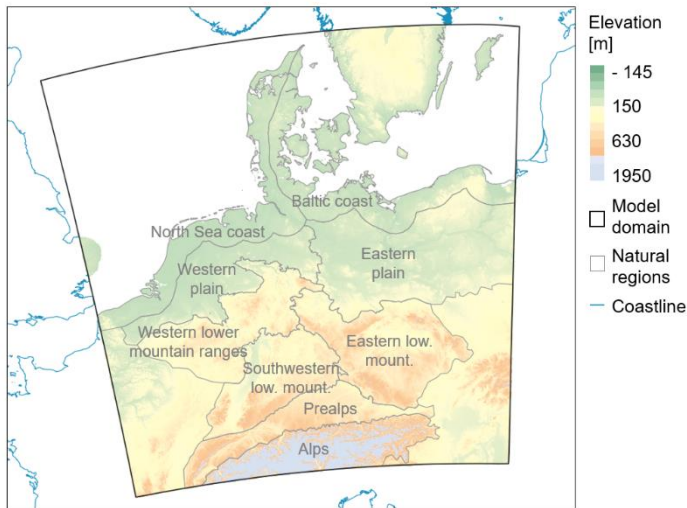 Baltic coast
North Sea coast
Western
plain
Eastern
plain
Western lower
mountain ranges
Southwestern
low. mount.
Eastern low.
mount.
Prealps
Alps
Elevation
[m]
- 145
150
630
1950
Model
domain
Natural
regions
Coastline